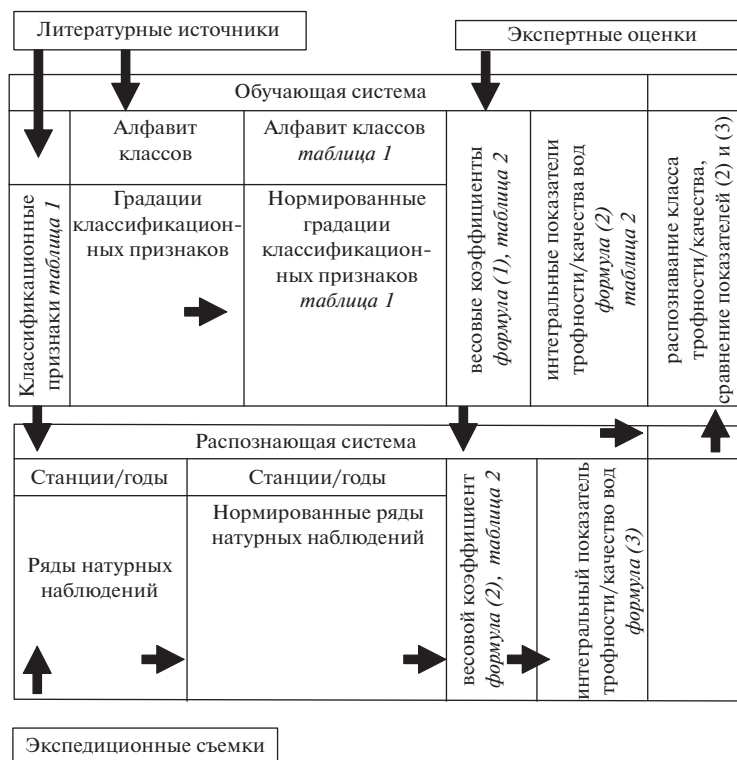 Литературные источники
Экспертные оценки
Обучающая система
Классификационные
признаки таблица 1
Алфавит
классов
Градации
классификацион-
ных признаков
Алфавит классов
таблица 1
Нормированные
градации
классификацион-
ных признаков
таблица 1
весовые коэффициенты
формула (1), таблица 2
интегральные показатели
трофности/качества вод
формула (2)
таблица 2
распознавание класса
трофности/качества,
сравнение показателей (2) и (3)
Распознающая система
Станции/годы
Ряды натурных
наблюдений
Станции/годы
Нормированные ряды
натурных наблюдений
весовой коэффициент
формула (2), таблица 2
интегральный показатель
трофности/качество вод
формула (3)
Экспедиционные съемки